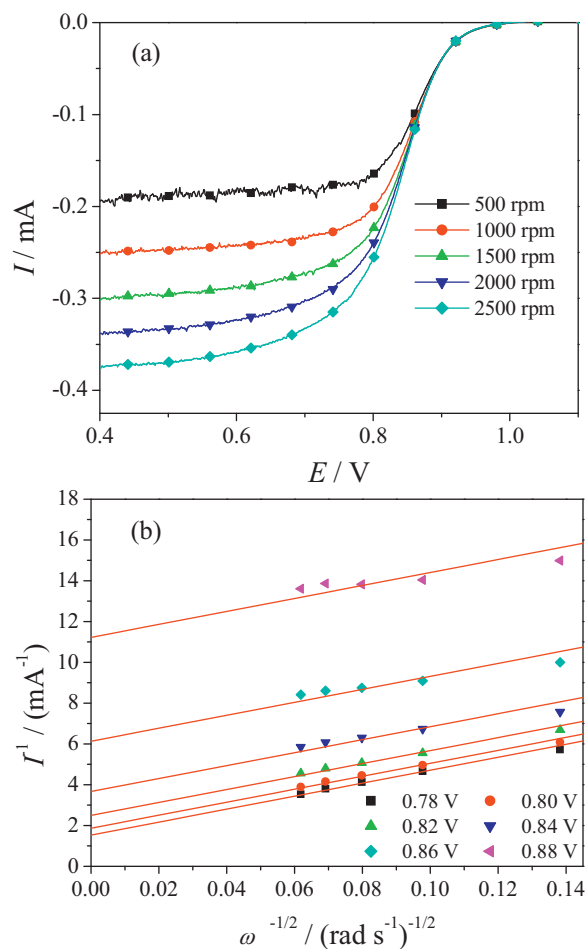 (a)
0.0
-0.1
-0.2
-0.3
-0.4
I / mA
500 rpm
1000 rpm
1500 rpm
2000 rpm
2500 rpm
0.4 0.6 0.8 1.0
E / V
(b)
18
16
14
12
10
8
6
4
2
0
I⁻¹ / (mA⁻¹)
0.78 V 0.80 V
0.82 V 0.84 V
0.86 V 0.88 V
0.00 0.02 0.04 0.06 0.08 0.10 0.12 0.14
ω ⁻¹/² / (rad s⁻¹)⁻¹/²